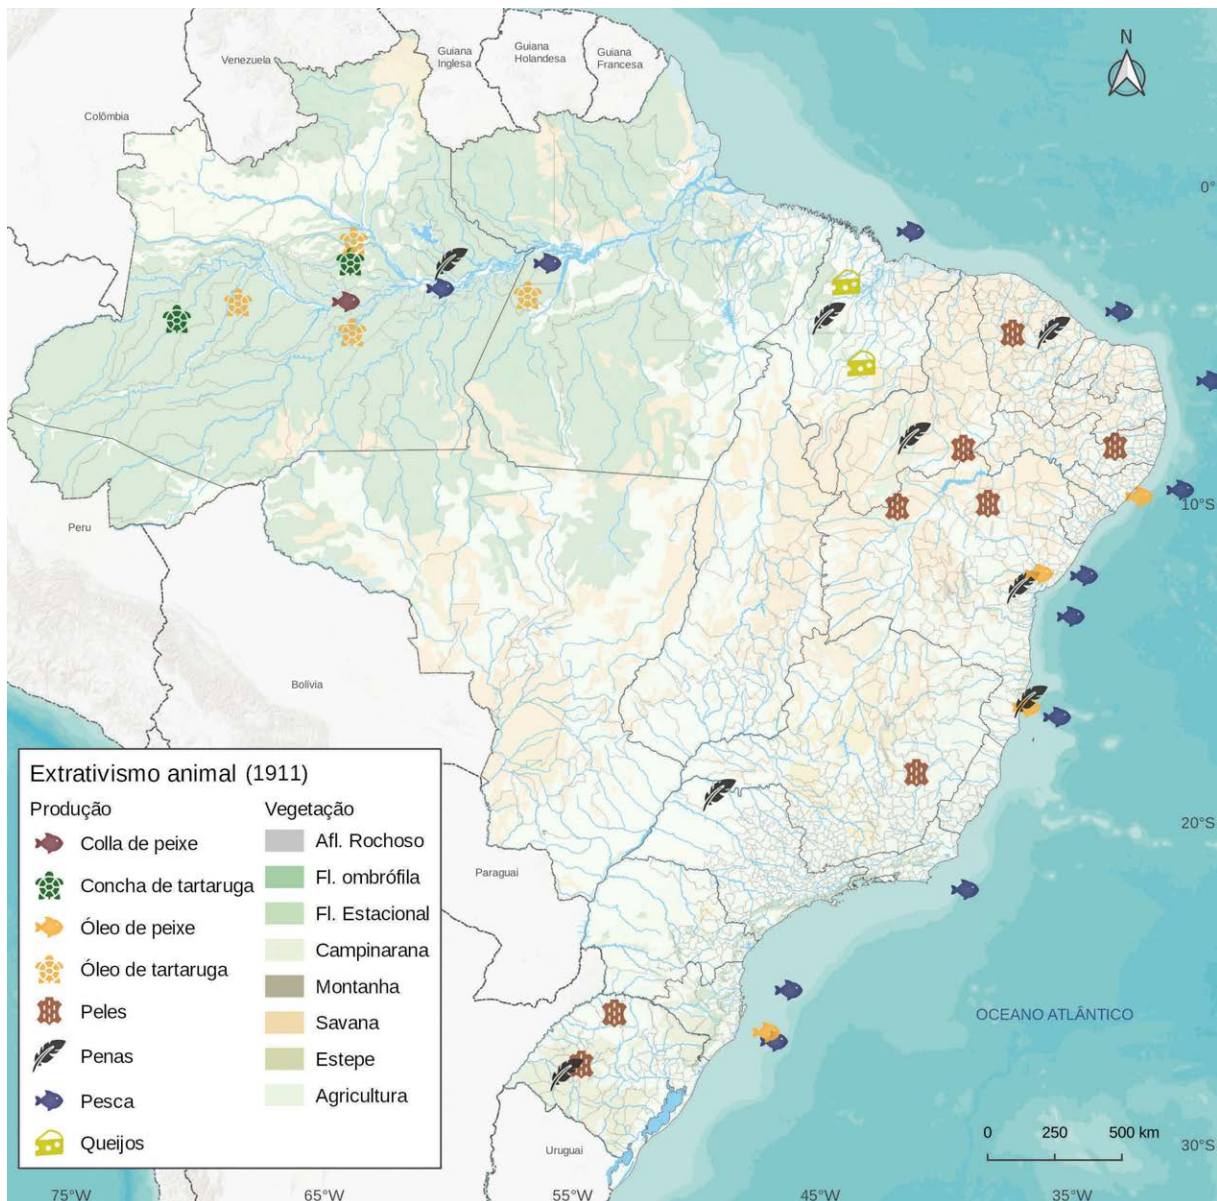 Venezuela
Guiana
Inglesa
Guiana
Holandesa
Guiana
Francesa
N
Colômbia
0°
Peru
10°S
Bolívia
20°S
Paraguai
OCEANO ATLÂNTICO
Uruguai
0 250 500 km
30°S
75°W 65°W 55°W 45°W 35°W
Extrativismo animal (1911)
Produção
Colla de peixe
Concha de tartaruga
Óleo de peixe
Óleo de tartaruga
Peles
Penas
Pesca
Queijos
Vegetação
Afl. Rochoso
Fl. ombrófila
Fl. Estacional
Campinarana
Montanha
Savana
Estepe
Agricultura